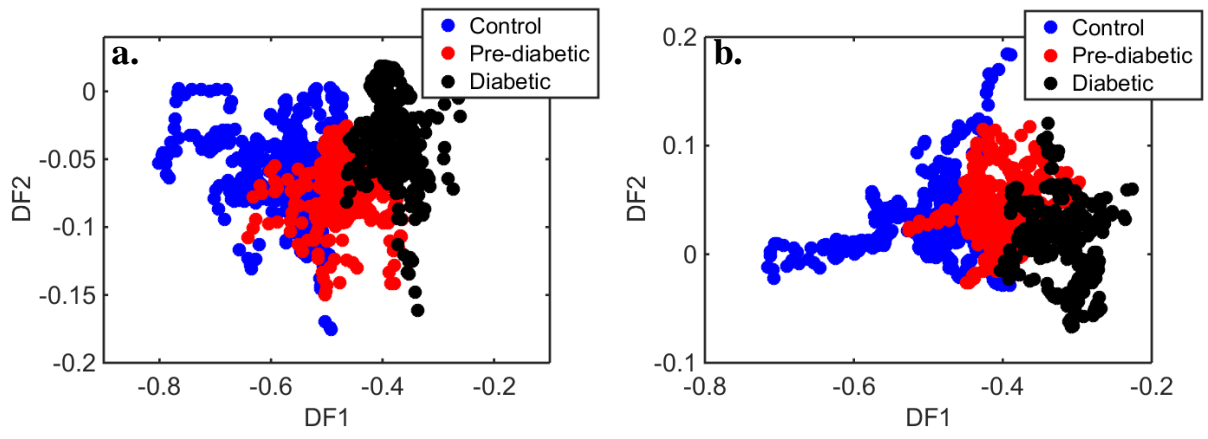 a.
Control
Pre-diabetic
Diabetic
0
-0.05
-0.1
-0.15
-0.2
DF2
-0.8
-0.6
-0.4
-0.2
DF1
b.
Control
Pre-diabetic
Diabetic
0.2
0.1
0
-0.1
DF2
-0.8
-0.6
-0.4
-0.2
DF1